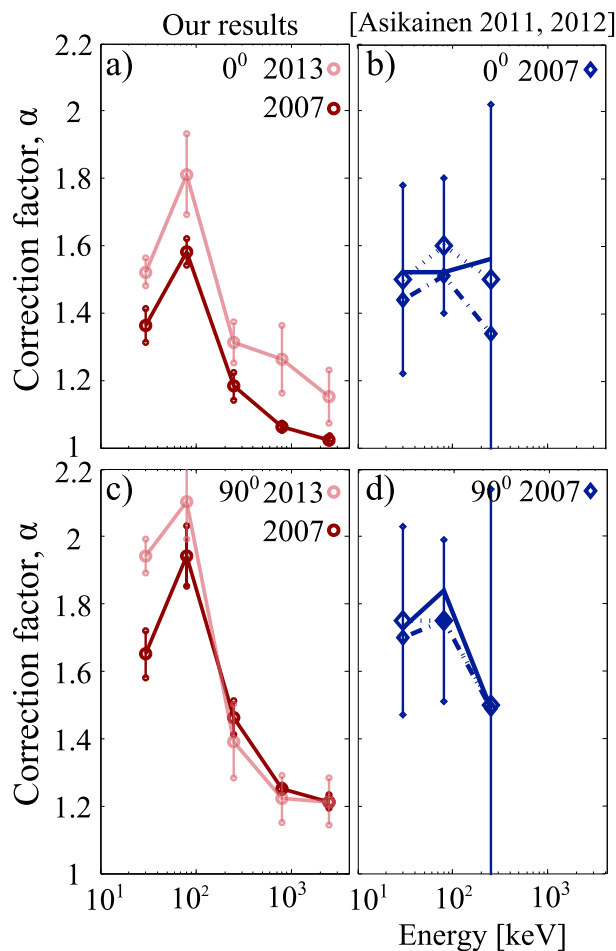 Our results
[Asikainen 2011, 2012]
2.2
2
1.8
1.6
1.4
1.2
1
Correction factor, α
a)
0⁰ 2013
2007
b)
0⁰ 2007
2.2
2
1.8
1.6
1.4
1.2
1
Correction factor, α
c)
90⁰ 2013
2007
d)
90⁰ 2007
10¹ 10² 10³
10¹ 10² 10³
Energy [keV]